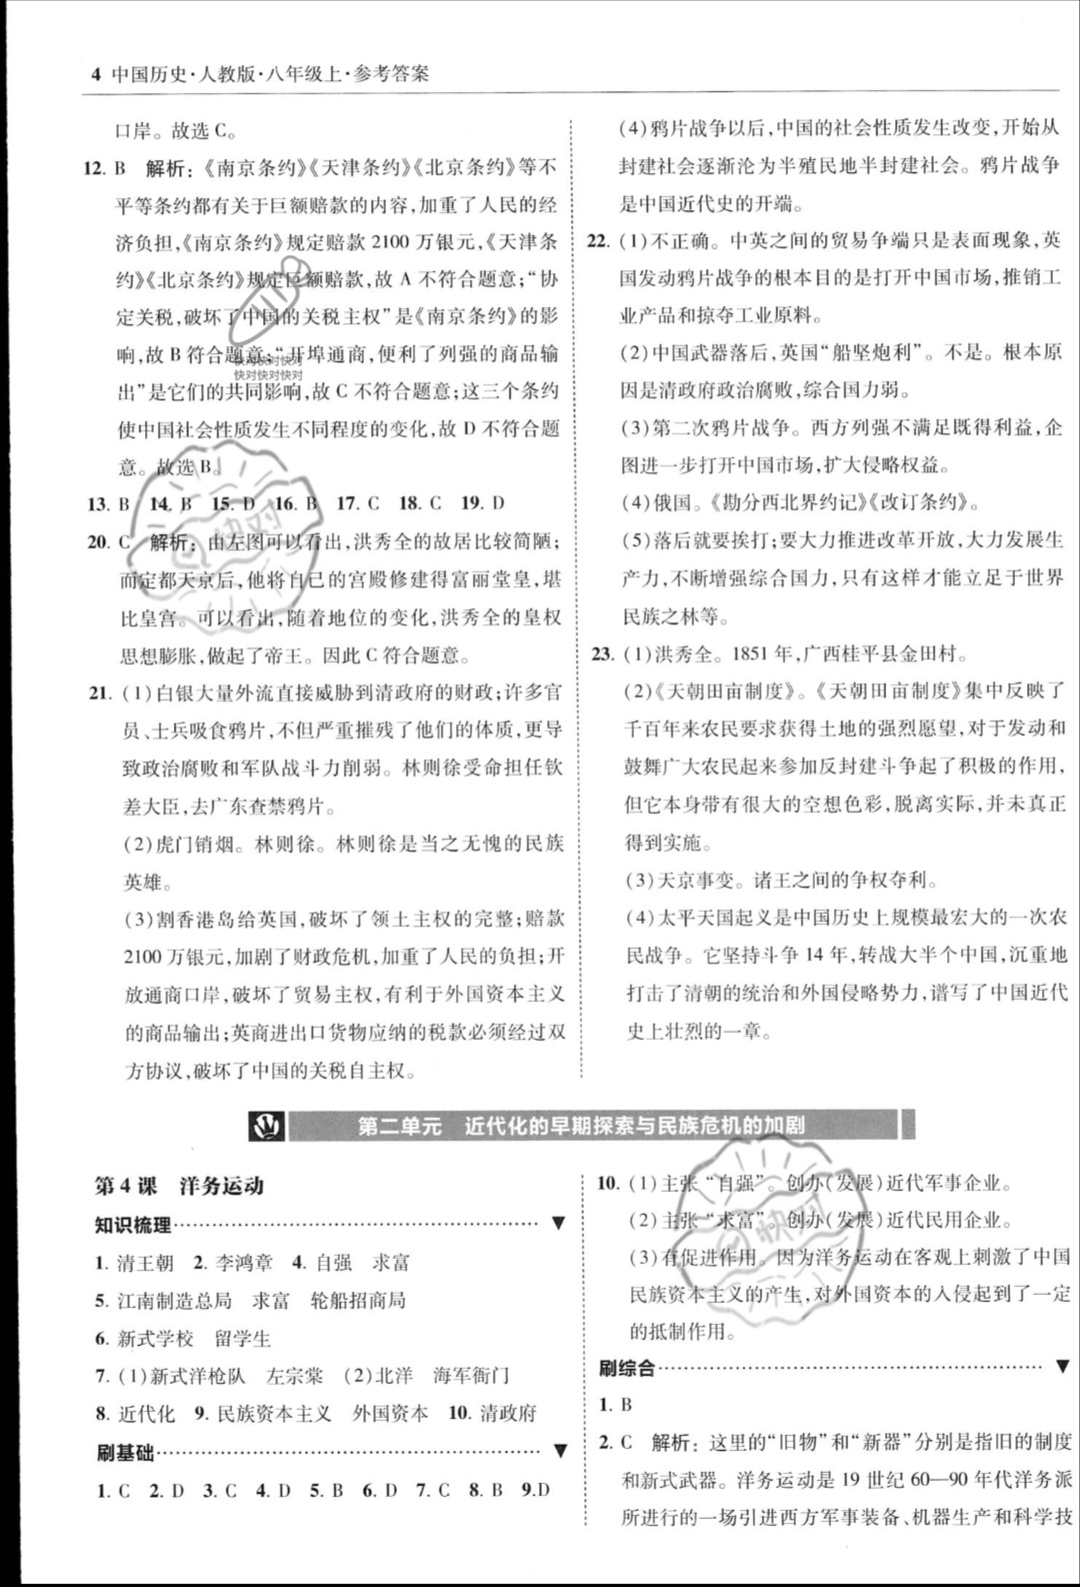 4 中国历史·人教版·八年级上·参考答案
口岸。故选C。
12. B 解析:《南京条约》《天津条约》《北京条约》等不
平等条约都有关于巨额赔款的内容,加重了人民的经
济负担,《南京条约》规定赔款 2100 万银元,《天津条
约》《北京条约》规定巨额赔款,故 A 不符合题意;“协
定关税,破坏了中国的关税主权”是《南京条约》的影
响,故 B 符合题意;“开埠通商,便利了列强的商品输
出”是它们的共同影响,故 C 不符合题意;这三个条约
使中国社会性质发生不同程度的变化,故 D 不符合题
意。故选 B。
13. B 14. B 15. D 16. B 17. C 18. C 19. D
20. C 解析:由左图可以看出,洪秀全的故居比较简陋;
而定都天京后,他将自己的宫殿修建得富丽堂皇,堪
比皇宫。可以看出,随着地位的变化,洪秀全的皇权
思想膨胀,做起了帝王。因此 C 符合题意。
21. (1)白银大量外流直接威胁到清政府的财政;许多官
员、士兵吸食鸦片,不但严重摧残了他们的体质,更导
致政治腐败和军队战斗力削弱。林则徐受命担任钦
差大臣,去广东查禁鸦片。
(2)虎门销烟。林则徐。林则徐是当之无愧的民族
英雄。
(3)割香港岛给英国,破坏了领土主权的完整;赔款
2100 万银元,加剧了财政危机,加重了人民的负担;开
放通商口岸,破坏了贸易主权,有利于外国资本主义
的商品输出;英商进出口货物应纳的税款必须经过双
方协议,破坏了中国的关税自主权。
(4)鸦片战争以后,中国的社会性质发生改变,开始从
封建社会逐渐沦为半殖民地半封建社会。鸦片战争
是中国近代史的开端。
22. (1)不正确。中英之间的贸易争端只是表面现象,英
国发动鸦片战争的根本目的是打开中国市场,推销工
业产品和掠夺工业原料。
(2)中国武器落后,英国“船坚炮利”。不是。根本原
因是清政府政治腐败,综合国力弱。
(3)第二次鸦片战争。西方列强不满足既得利益,企
图进一步打开中国市场,扩大侵略权益。
(4)俄国。《勘分西北界约记》《改订条约》。
(5)落后就要挨打;要大力推进改革开放,大力发展生
产力,不断增强综合国力,只有这样才能立足于世界
民族之林等。
23. (1)洪秀全。1851 年,广西桂平县金田村。
(2)《天朝田亩制度》。《天朝田亩制度》集中反映了
千百年来农民要求获得土地的强烈愿望,对于发动和
鼓舞广大农民起来参加反封建斗争起了积极的作用,
但它本身带有很大的空想色彩,脱离实际,并未真正
得到实施。
(3)天京事变。诸王之间的争权夺利。
(4)太平天国起义是中国历史上规模最宏大的一次农
民战争。它坚持斗争 14 年,转战大半个中国,沉重地
打击了清朝的统治和外国侵略势力,谱写了中国近代
史上壮烈的一章。
第二单元 近代化的早期探索与民族危机的加剧
第 4 课 洋务运动
知识梳理
1. 清王朝 2. 李鸿章 4. 自强 求富
5. 江南制造总局 求富 轮船招商局
6. 新式学校 留学生
7. (1)新式洋枪队 左宗棠 (2)北洋 海军衙门
8. 近代化 9. 民族资本主义 外国资本 10. 清政府
刷基础
1. C 2. D 3. C 4. D 5. B 6. D 7. C 8. B 9.D
10. (1)主张“自强”。创办(发展)近代军事企业。
(2)主张“求富” 创办(发展)近代民用企业。
(3)有促进作用。因为洋务运动在客观上刺激了中国
民族资本主义的产生,对外国资本的入侵起到了一定
的抵制作用。
刷综合
1. B
2. C 解析:这里的“旧物”和“新器”分别是指旧的制度
和新式武器。洋务运动是 19 世纪 60—90 年代洋务派
所进行的一场引进西方军事装备、机器生产和科学技
快对快对快对
快对快对快对
快对
快对